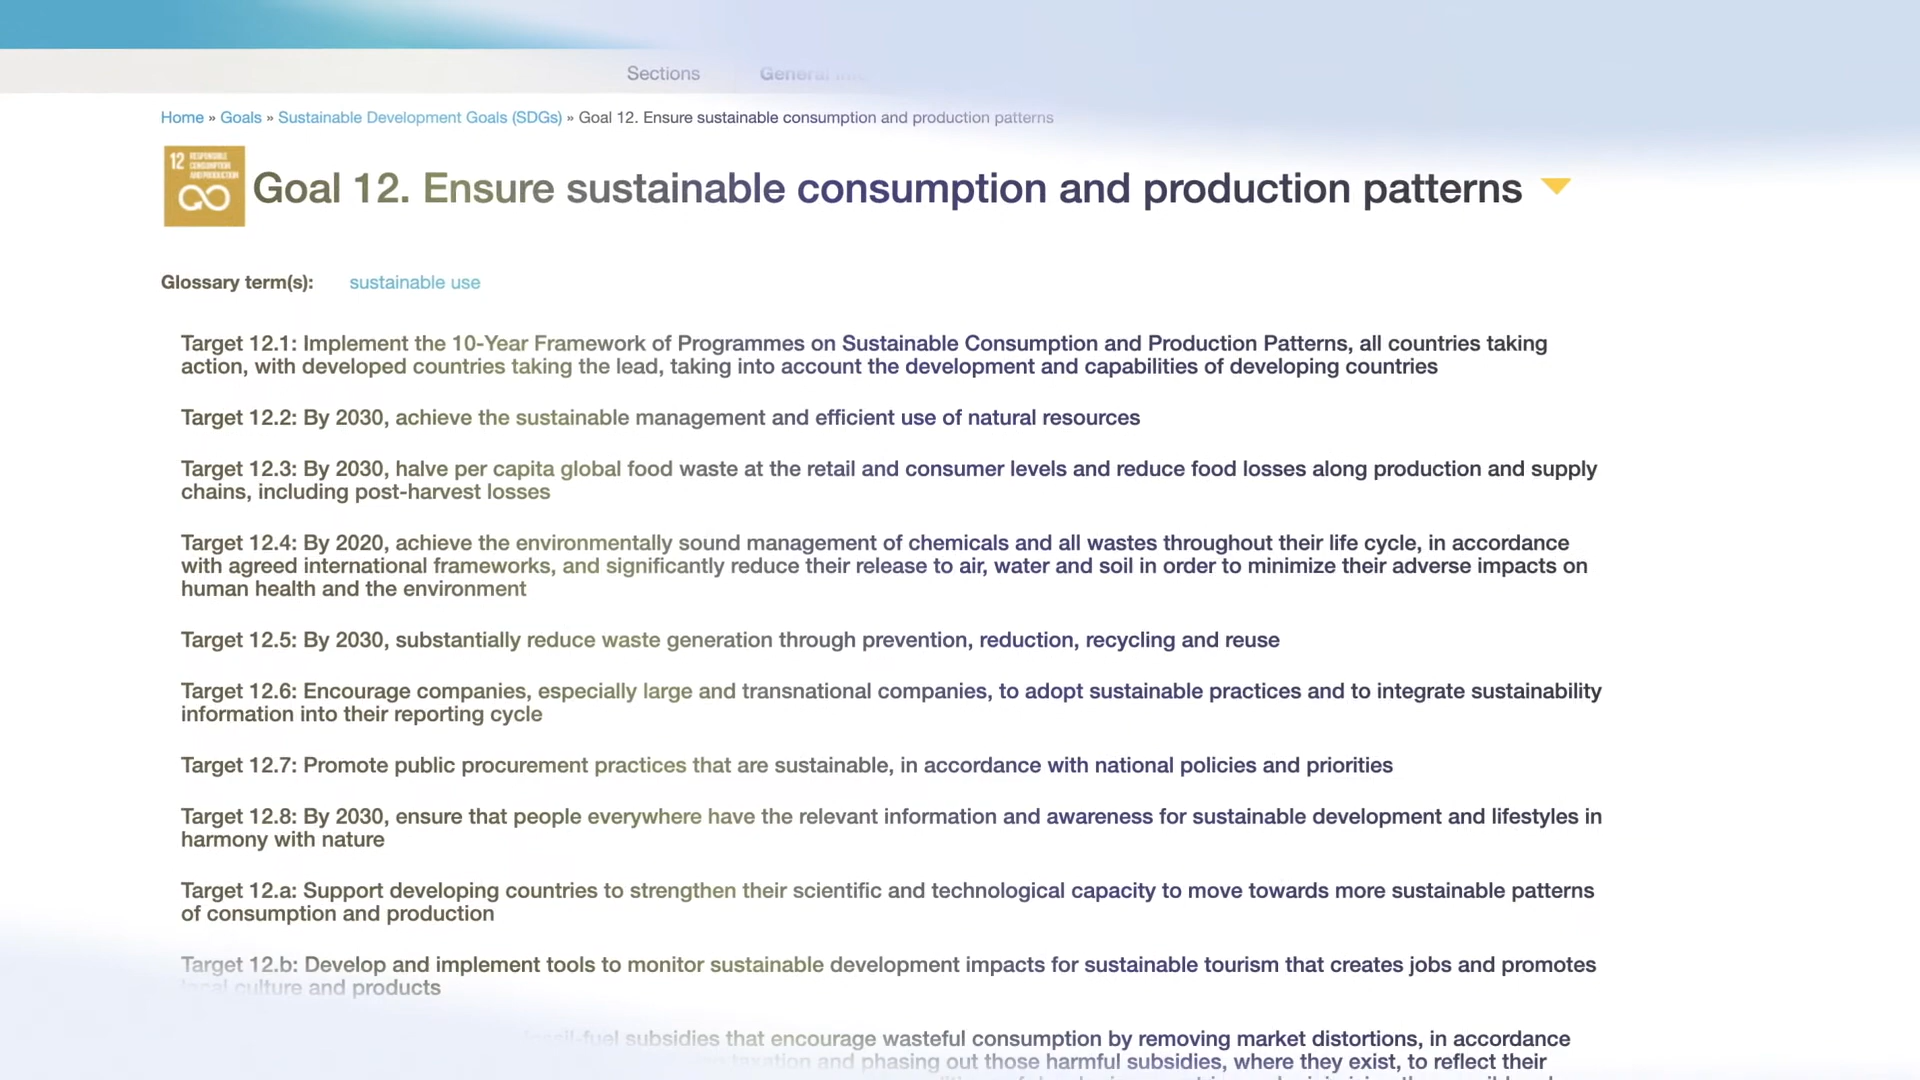 Sections General
Home » Goals » Sustainable Development Goals (SDGs) » Goal 12. Ensure sustainable consumption and production patterns
12 RESPONSIBLE
CONSUMPTION
AND PRODUCTION
Goal 12. Ensure sustainable consumption and production patterns
Glossary term(s): sustainable use
Target 12.1: Implement the 10-Year Framework of Programmes on Sustainable Consumption and Production Patterns, all countries taking
action, with developed countries taking the lead, taking into account the development and capabilities of developing countries
Target 12.2: By 2030, achieve the sustainable management and efficient use of natural resources
Target 12.3: By 2030, halve per capita global food waste at the retail and consumer levels and reduce food losses along production and supply
chains, including post-harvest losses
Target 12.4: By 2020, achieve the environmentally sound management of chemicals and all wastes throughout their life cycle, in accordance
with agreed international frameworks, and significantly reduce their release to air, water and soil in order to minimize their adverse impacts on
human health and the environment
Target 12.5: By 2030, substantially reduce waste generation through prevention, reduction, recycling and reuse
Target 12.6: Encourage companies, especially large and transnational companies, to adopt sustainable practices and to integrate sustainability
information into their reporting cycle
Target 12.7: Promote public procurement practices that are sustainable, in accordance with national policies and priorities
Target 12.8: By 2030, ensure that people everywhere have the relevant information and awareness for sustainable development and lifestyles in
harmony with nature
Target 12.a: Support developing countries to strengthen their scientific and technological capacity to move towards more sustainable patterns
of consumption and production
Target 12.b: Develop and implement tools to monitor sustainable development impacts for sustainable tourism that creates jobs and promotes
local culture and products
subsidies that encourage wasteful consumption by removing market distortions, in accordance
taxation and phasing out those harmful subsidies, where they exist, to reflect their